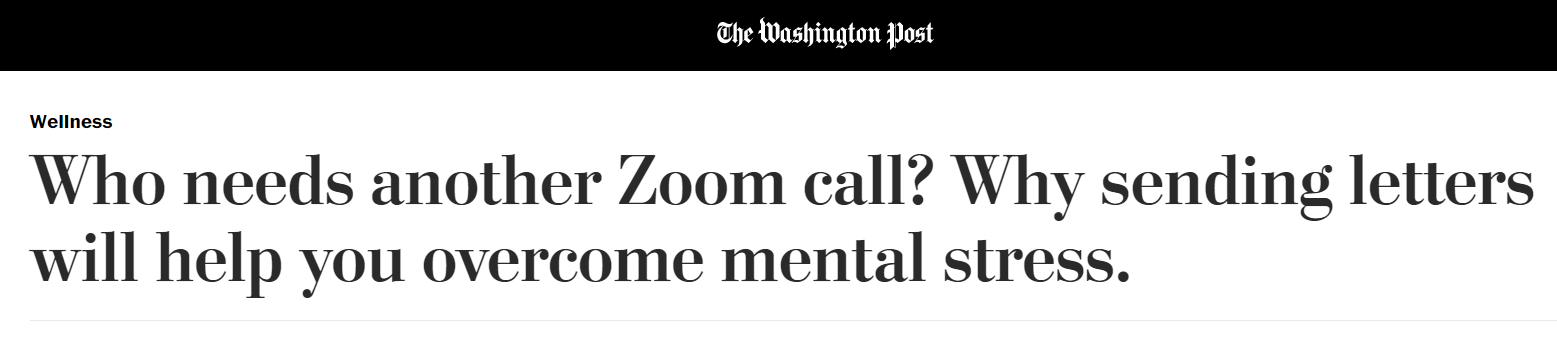 The Washington Post
Wellness
Who needs another Zoom call? Why sending letters
will help you overcome mental stress.